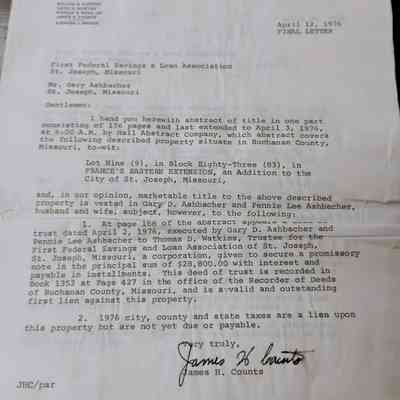 April 12, 1976
FINAL LETTER
First Federal Savings & Loan Association
St. Joseph, Missouri
Mr. Gary Ashbacher
St. Joseph, Missouri
Gentlemen:
I hand you herewith abstract of title in one part
consisting of 176 pages and last extended to April 3, 1976,
at 8:00 A.M. by Hall Abstract Company, which abstract covers
the following described property situate in Buchanan County,
Missouri, to-wit:
Lot Nine (9), in Block Eighty-Three (83), in
FRANCE'S EASTERN EXTENSION, an Addition to the
City of St. Joseph, Missouri,
and, in our opinion, marketable title to the above described
property is vested in Gary D. Ashbacher and Pennie Lee Ashbacher,
husband and wife, subject, however, to the following:
1. At page 166 of the abstract appears a
trust dated April 2, 1976, executed by Gary D. Ashbacher and
Pennie Lee Ashbacher to Thomas D. Watkins, Trustee for the
First Federal Savings and Loan Association of St. Joseph,
St. Joseph, Missouri, a corporation, given to secure a promissory
note in the principal sum of $28,800.00 with interest and
payable in installments. This deed of trust is recorded in
Book 1352 at Page 427 in the office of the Recorder of Deeds
of Buchanan County, Missouri, and is a valid and outstanding
first lien against this property.
2. 1976 city, county and state taxes are a lien upon
this property but are not yet due or payable.
Very truly,
James H Counts
James H. Counts
JHC/par